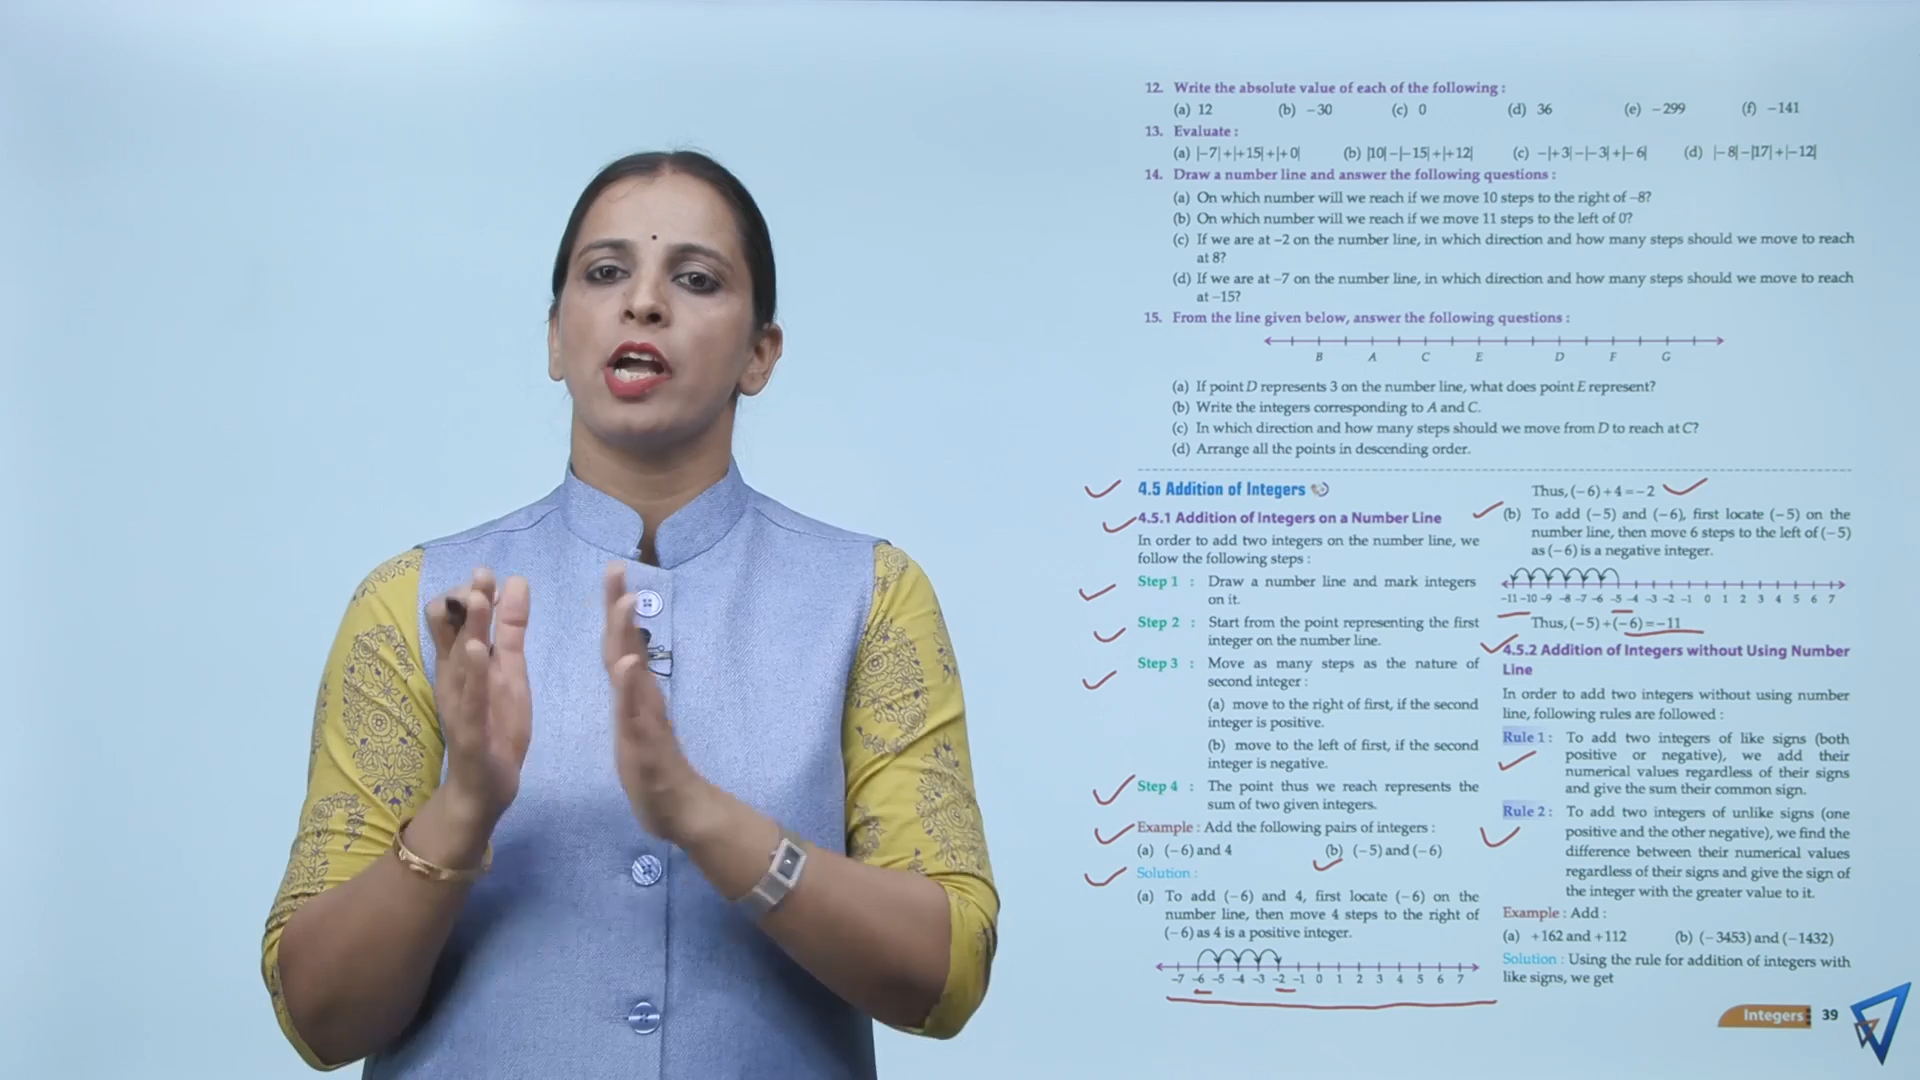 12. Write the absolute value of each of the following :
(a) 12 (b) −30 (c) 0 (d) 36 (e) −299 (f) −141
13. Evaluate :
(a) |−7|+|+15|+|+0| (b) |10|−|−15|+|+12| (c) −|+3|−|−3|+|−6| (d) |−8|−|17|+|−12|
14. Draw a number line and answer the following questions :
(a) On which number will we reach if we move 10 steps to the right of −8?
(b) On which number will we reach if we move 11 steps to the left of 0?
(c) If we are at −2 on the number line, in which direction and how many steps should we move to reach
at 8?
(d) If we are at −7 on the number line, in which direction and how many steps should we move to reach
at −15?
15. From the line given below, answer the following questions :
B A C E D F G
(a) If point D represents 3 on the number line, what does point E represent?
(b) Write the integers corresponding to A and C.
(c) In which direction and how many steps should we move from D to reach at C?
(d) Arrange all the points in descending order.
4.5 Addition of Integers
4.5.1 Addition of Integers on a Number Line
In order to add two integers on the number line, we
follow the following steps :
Step 1 : Draw a number line and mark integers
on it.
Step 2 : Start from the point representing the first
integer on the number line.
Step 3 : Move as many steps as the nature of
second integer :
(a) move to the right of first, if the second
integer is positive.
(b) move to the left of first, if the second
integer is negative.
Step 4 : The point thus we reach represents the
sum of two given integers.
Example : Add the following pairs of integers :
(a) (−6) and 4 (b) (−5) and (−6)
Solution :
(a) To add (−6) and 4, first locate (−6) on the
number line, then move 4 steps to the right of
(−6) as 4 is a positive integer.
−7 −6 −5 −4 −3 −2 −1 0 1 2 3 4 5 6 7
Thus, (−6) + 4 = −2
(b) To add (−5) and (−6), first locate (−5) on the
number line, then move 6 steps to the left of (−5)
as (−6) is a negative integer.
−11 −10 −9 −8 −7 −6 −5 −4 −3 −2 −1 0 1 2 3 4 5 6 7
Thus, (−5) + (−6) = −11
4.5.2 Addition of Integers without Using Number
Line
In order to add two integers without using number
line, following rules are followed :
Rule 1 : To add two integers of like signs (both
positive or negative), we add their
numerical values regardless of their signs
and give the sum their common sign.
Rule 2 : To add two integers of unlike signs (one
positive and the other negative), we find the
difference between their numerical values
regardless of their signs and give the sign of
the integer with the greater value to it.
Example : Add :
(a) +162 and +112 (b) (−3453) and (−1432)
Solution : Using the rule for addition of integers with
like signs, we get
Integers 39